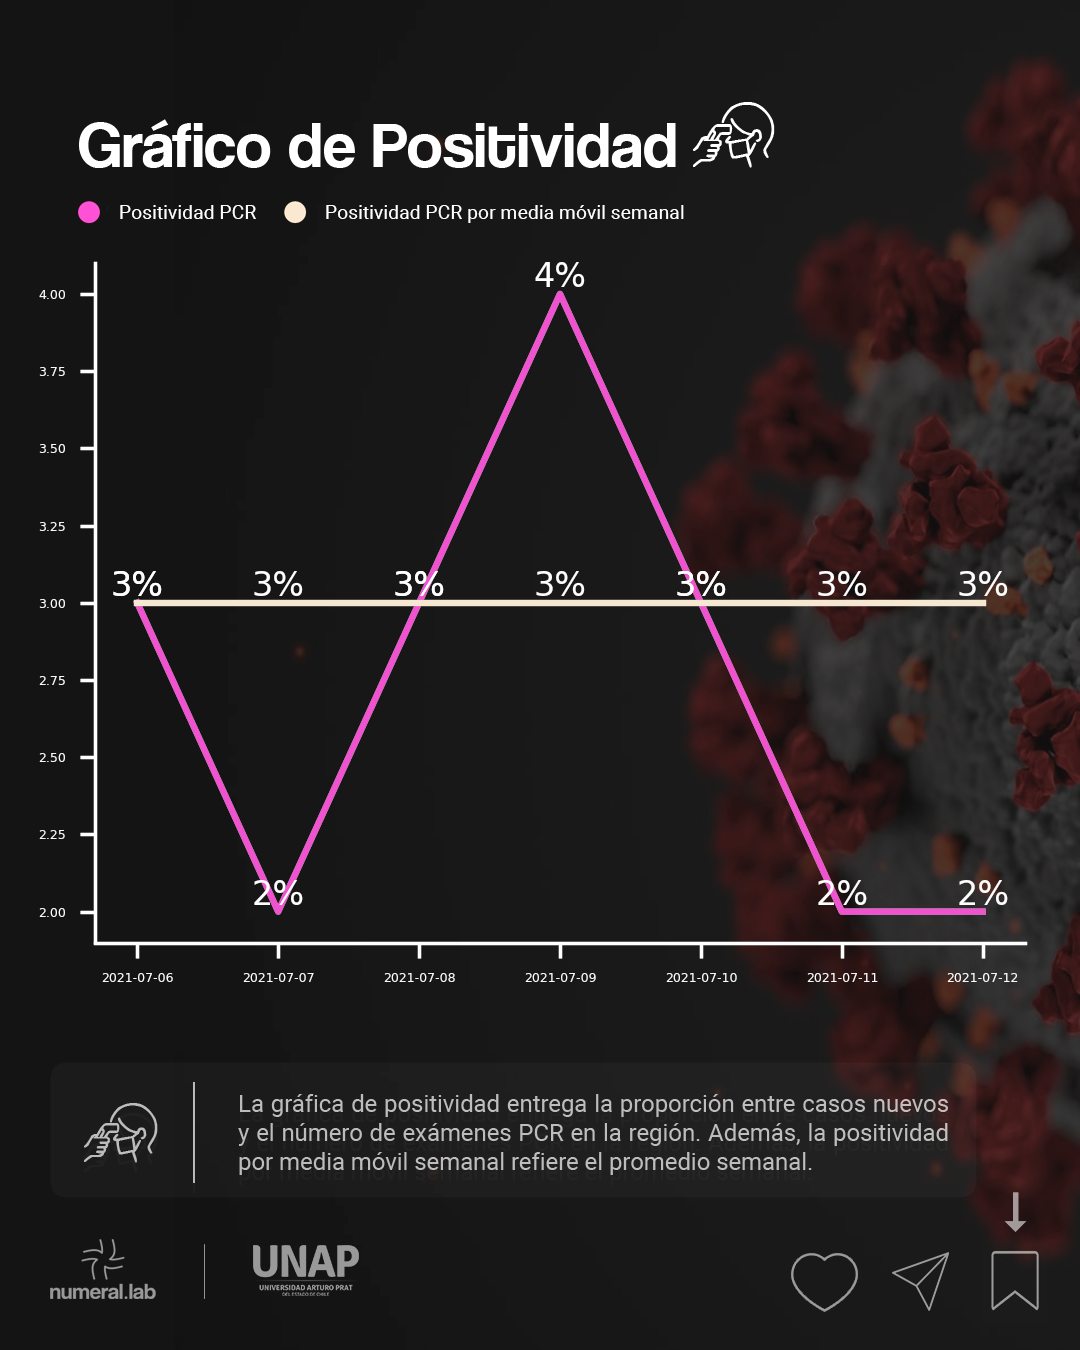 Gráfico de Positividad
Positividad PCR
Positividad PCR por media móvil semanal
4%
4.00
3.75
3.50
3.25
3% 3% 3% 3% 3% 3% 3%
3.00
2.75
2.50
2.25
2% 2% 2%
2.00
2021-07-06 2021-07-07 2021-07-08 2021-07-09 2021-07-10 2021-07-11 2021-07-12
La gráfica de positividad entrega la proporción entre casos nuevos
y el número de exámenes PCR en la región. Además, la positividad
por media móvil semanal refiere el promedio semanal.
numeral.lab
UNAP
UNIVERSIDAD ARTURO PRAT
DEL ESTADO DE CHILE